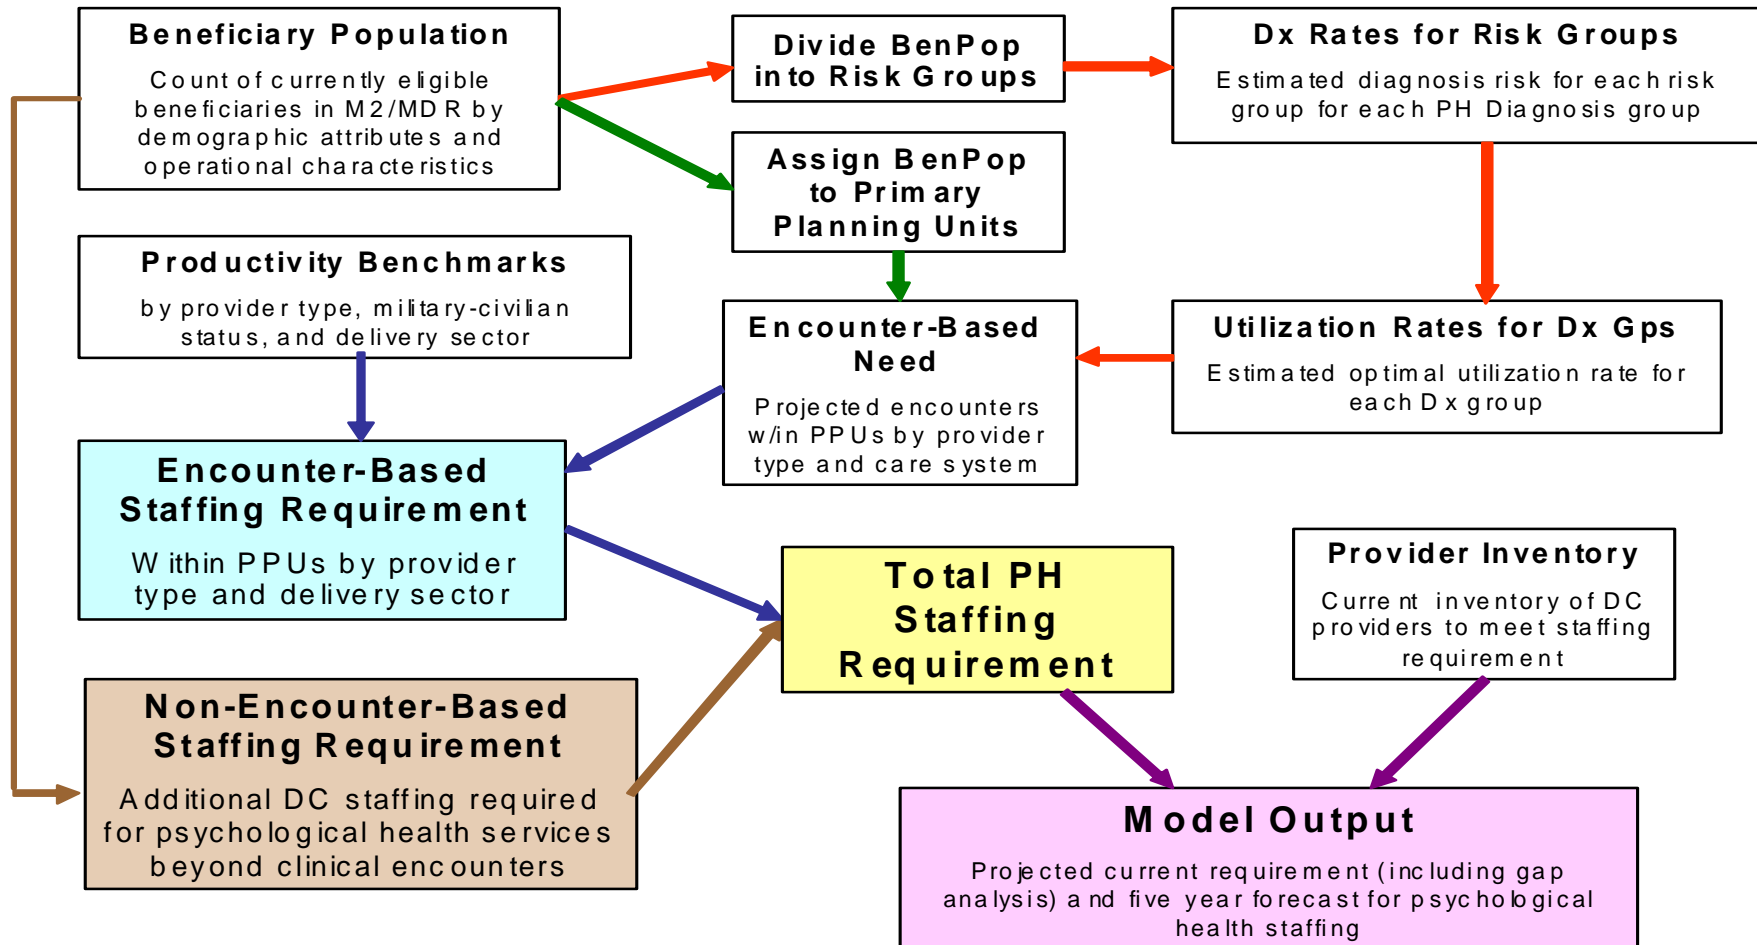 Beneficiary Population
Count of currently eligible
beneficiaries in M2/MDR by
demographic attributes and
operational characteristics
Divide BenPop
into Risk Groups
Dx Rates for Risk Groups
Estimated diagnosis risk for each risk
group for each PH Diagnosis group
Assign BenPop
to Primary
Planning Units
Productivity Benchmarks
by provider type, military-civilian
status, and delivery sector
Encounter-Based
Need
Projected encounters
w/in PPUs by provider
type and care system
Utilization Rates for Dx Gps
Estimated optimal utilization rate for
each Dx group
Encounter-Based
Staffing Requirement
Within PPUs by provider
type and delivery sector
Total PH
Staffing
Requirement
Provider Inventory
Current inventory of DC
providers to meet staffing
requirement
Non-Encounter-Based
Staffing Requirement
Additional DC staffing required
for psychological health services
beyond clinical encounters
Model Output
Projected current requirement (including gap
analysis) and five year forecast for psychological
health staffing